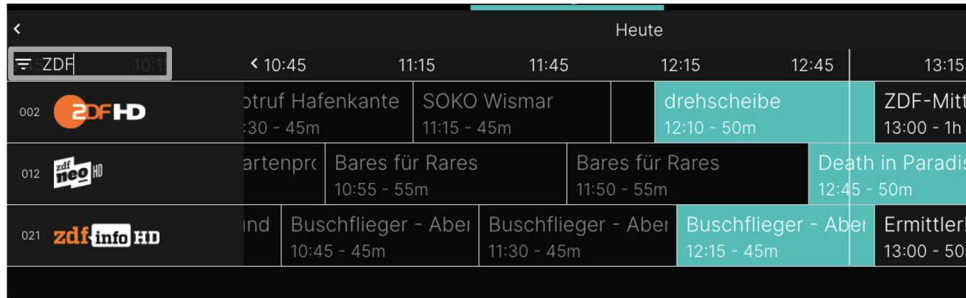 Heute
ZDF
10:45 11:15 11:45 12:15 12:45 13:15
002 ZDF HD
otruf Hafenkante SOKO Wismar drehscheibe ZDF-Mitt
:30 - 45m 11:15 - 45m 12:10 - 50m 13:00 - 1h
012 zdf neo HD
artenpro Bares für Rares Bares für Rares Death in Paradis
10:55 - 55m 11:50 - 55m 12:45 - 50m
021 zdf info HD
und Buschflieger - Aber Buschflieger - Aber Buschflieger - Aber Ermittler!
10:45 - 45m 11:30 - 45m 12:15 - 45m 13:00 - 50